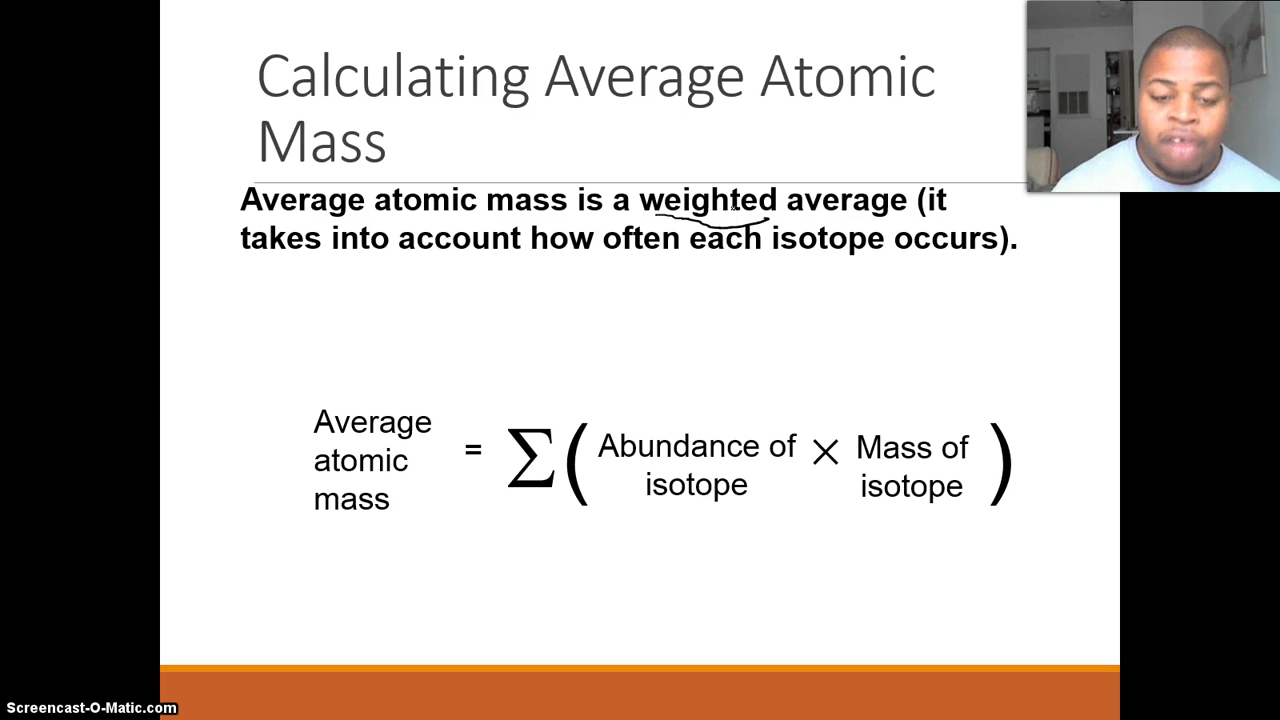 Calculating Average Atomic
Mass
Average atomic mass is a weighted average (it
takes into account how often each isotope occurs).
Average
atomic
mass
= ∑ ( Abundance of
isotope
× Mass of
isotope )
Screencast-O-Matic.com